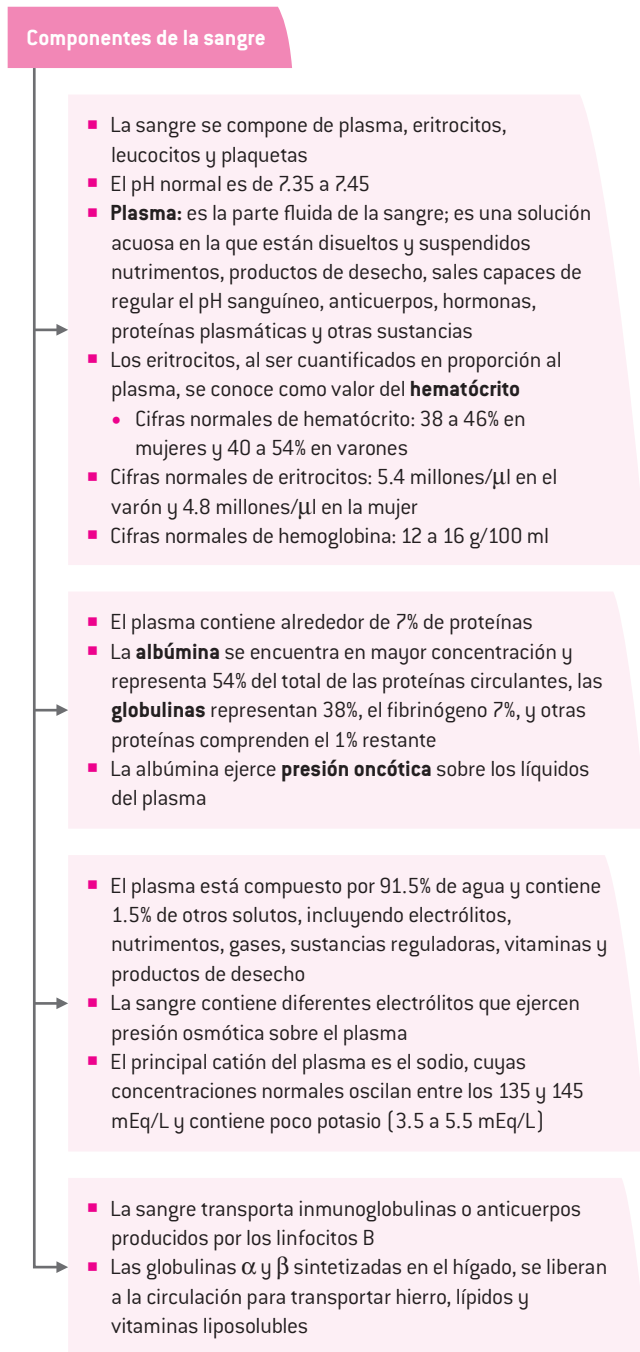 Componentes de la sangre
▪ La sangre se compone de plasma, eritrocitos,
leucocitos y plaquetas
▪ El pH normal es de 7.35 a 7.45
▪ Plasma: es la parte fluida de la sangre; es una solución
acuosa en la que están disueltos y suspendidos
nutrimentos, productos de desecho, sales capaces de
regular el pH sanguíneo, anticuerpos, hormonas,
proteínas plasmáticas y otras sustancias
▪ Los eritrocitos, al ser cuantificados en proporción al
plasma, se conoce como valor del hematócrito
• Cifras normales de hematócrito: 38 a 46% en
mujeres y 40 a 54% en varones
▪ Cifras normales de eritrocitos: 5.4 millones/µl en el
varón y 4.8 millones/µl en la mujer
▪ Cifras normales de hemoglobina: 12 a 16 g/100 ml
▪ El plasma contiene alrededor de 7% de proteínas
▪ La albúmina se encuentra en mayor concentración y
representa 54% del total de las proteínas circulantes, las
globulinas representan 38%, el fibrinógeno 7%, y otras
proteínas comprenden el 1% restante
▪ La albúmina ejerce presión oncótica sobre los líquidos
del plasma
▪ El plasma está compuesto por 91.5% de agua y contiene
1.5% de otros solutos, incluyendo electrólitos,
nutrimentos, gases, sustancias reguladoras, vitaminas y
productos de desecho
▪ La sangre contiene diferentes electrólitos que ejercen
presión osmótica sobre el plasma
▪ El principal catión del plasma es el sodio, cuyas
concentraciones normales oscilan entre los 135 y 145
mEq/L y contiene poco potasio (3.5 a 5.5 mEq/L)
▪ La sangre transporta inmunoglobulinas o anticuerpos
producidos por los linfocitos B
▪ Las globulinas α y β sintetizadas en el hígado, se liberan
a la circulación para transportar hierro, lípidos y
vitaminas liposolubles